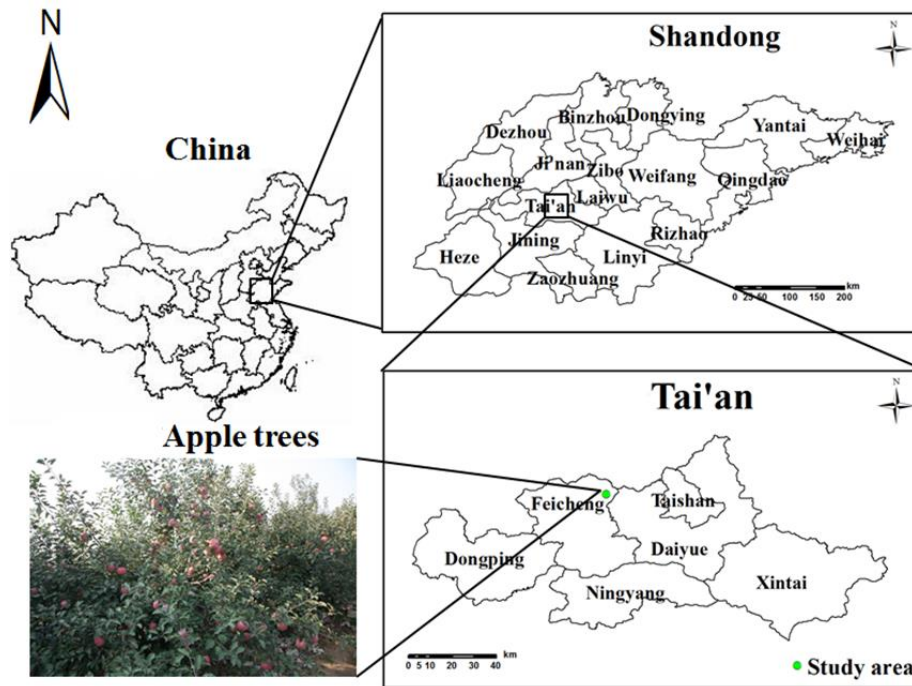 N
China
Shandong
N
Binzhou
Dongying
Dezhou
Yantai
Weihai
Ji'nan
Zibo
Weifang
Liaocheng
Qingdao
Tai'an
Laiwu
Rizhao
Jining
Heze
Linyi
Zaozhuang
km
0 25 50 100 150 200
Apple trees
Tai'an
N
Feicheng
Taishan
Dongping
Daiyue
Ningyang
Xintai
km
0 5 10 20 30 40
Study area